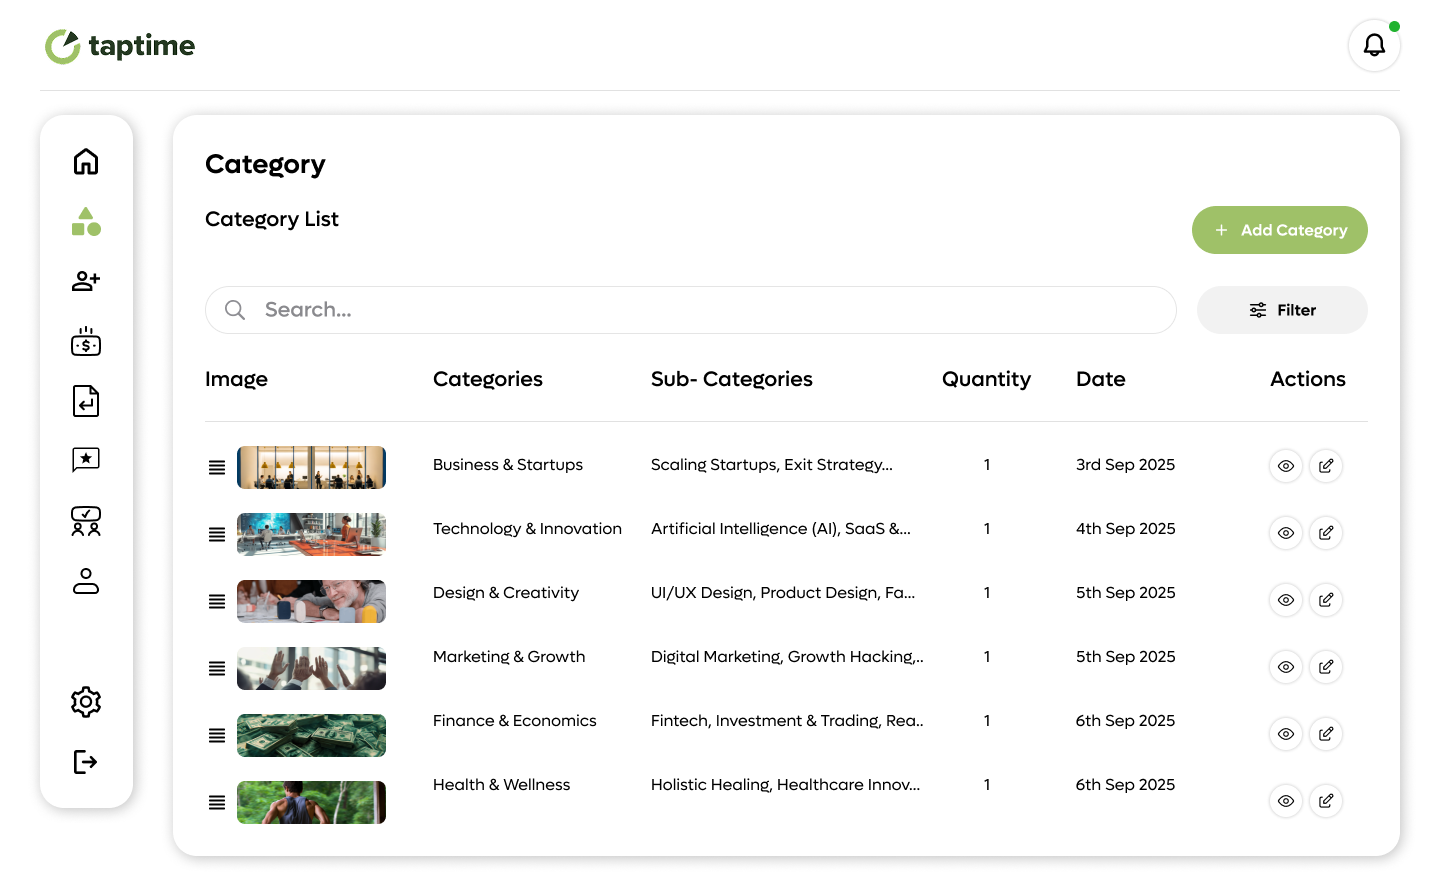 taptime
Category
Category List
+ Add Category
Search...
Filter
Image Categories Sub- Categories Quantity Date Actions
Business & Startups Scaling Startups, Exit Strategy... 1 3rd Sep 2025
Technology & Innovation Artificial Intelligence (AI), SaaS &... 1 4th Sep 2025
Design & Creativity UI/UX Design, Product Design, Fa... 1 5th Sep 2025
Marketing & Growth Digital Marketing, Growth Hacking,.. 1 5th Sep 2025
Finance & Economics Fintech, Investment & Trading, Rea.. 1 6th Sep 2025
Health & Wellness Holistic Healing, Healthcare Innov... 1 6th Sep 2025